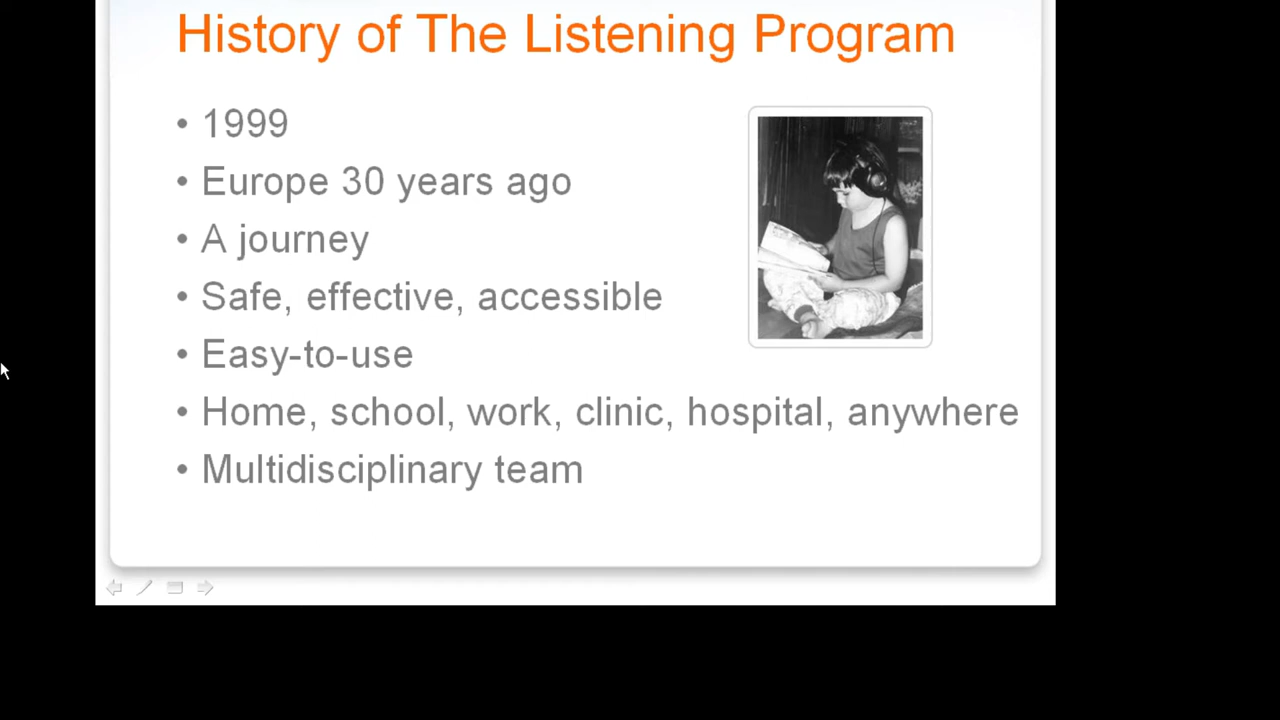 History of The Listening Program
• 1999
• Europe 30 years ago
• A journey
• Safe, effective, accessible
• Easy-to-use
• Home, school, work, clinic, hospital, anywhere
• Multidisciplinary team